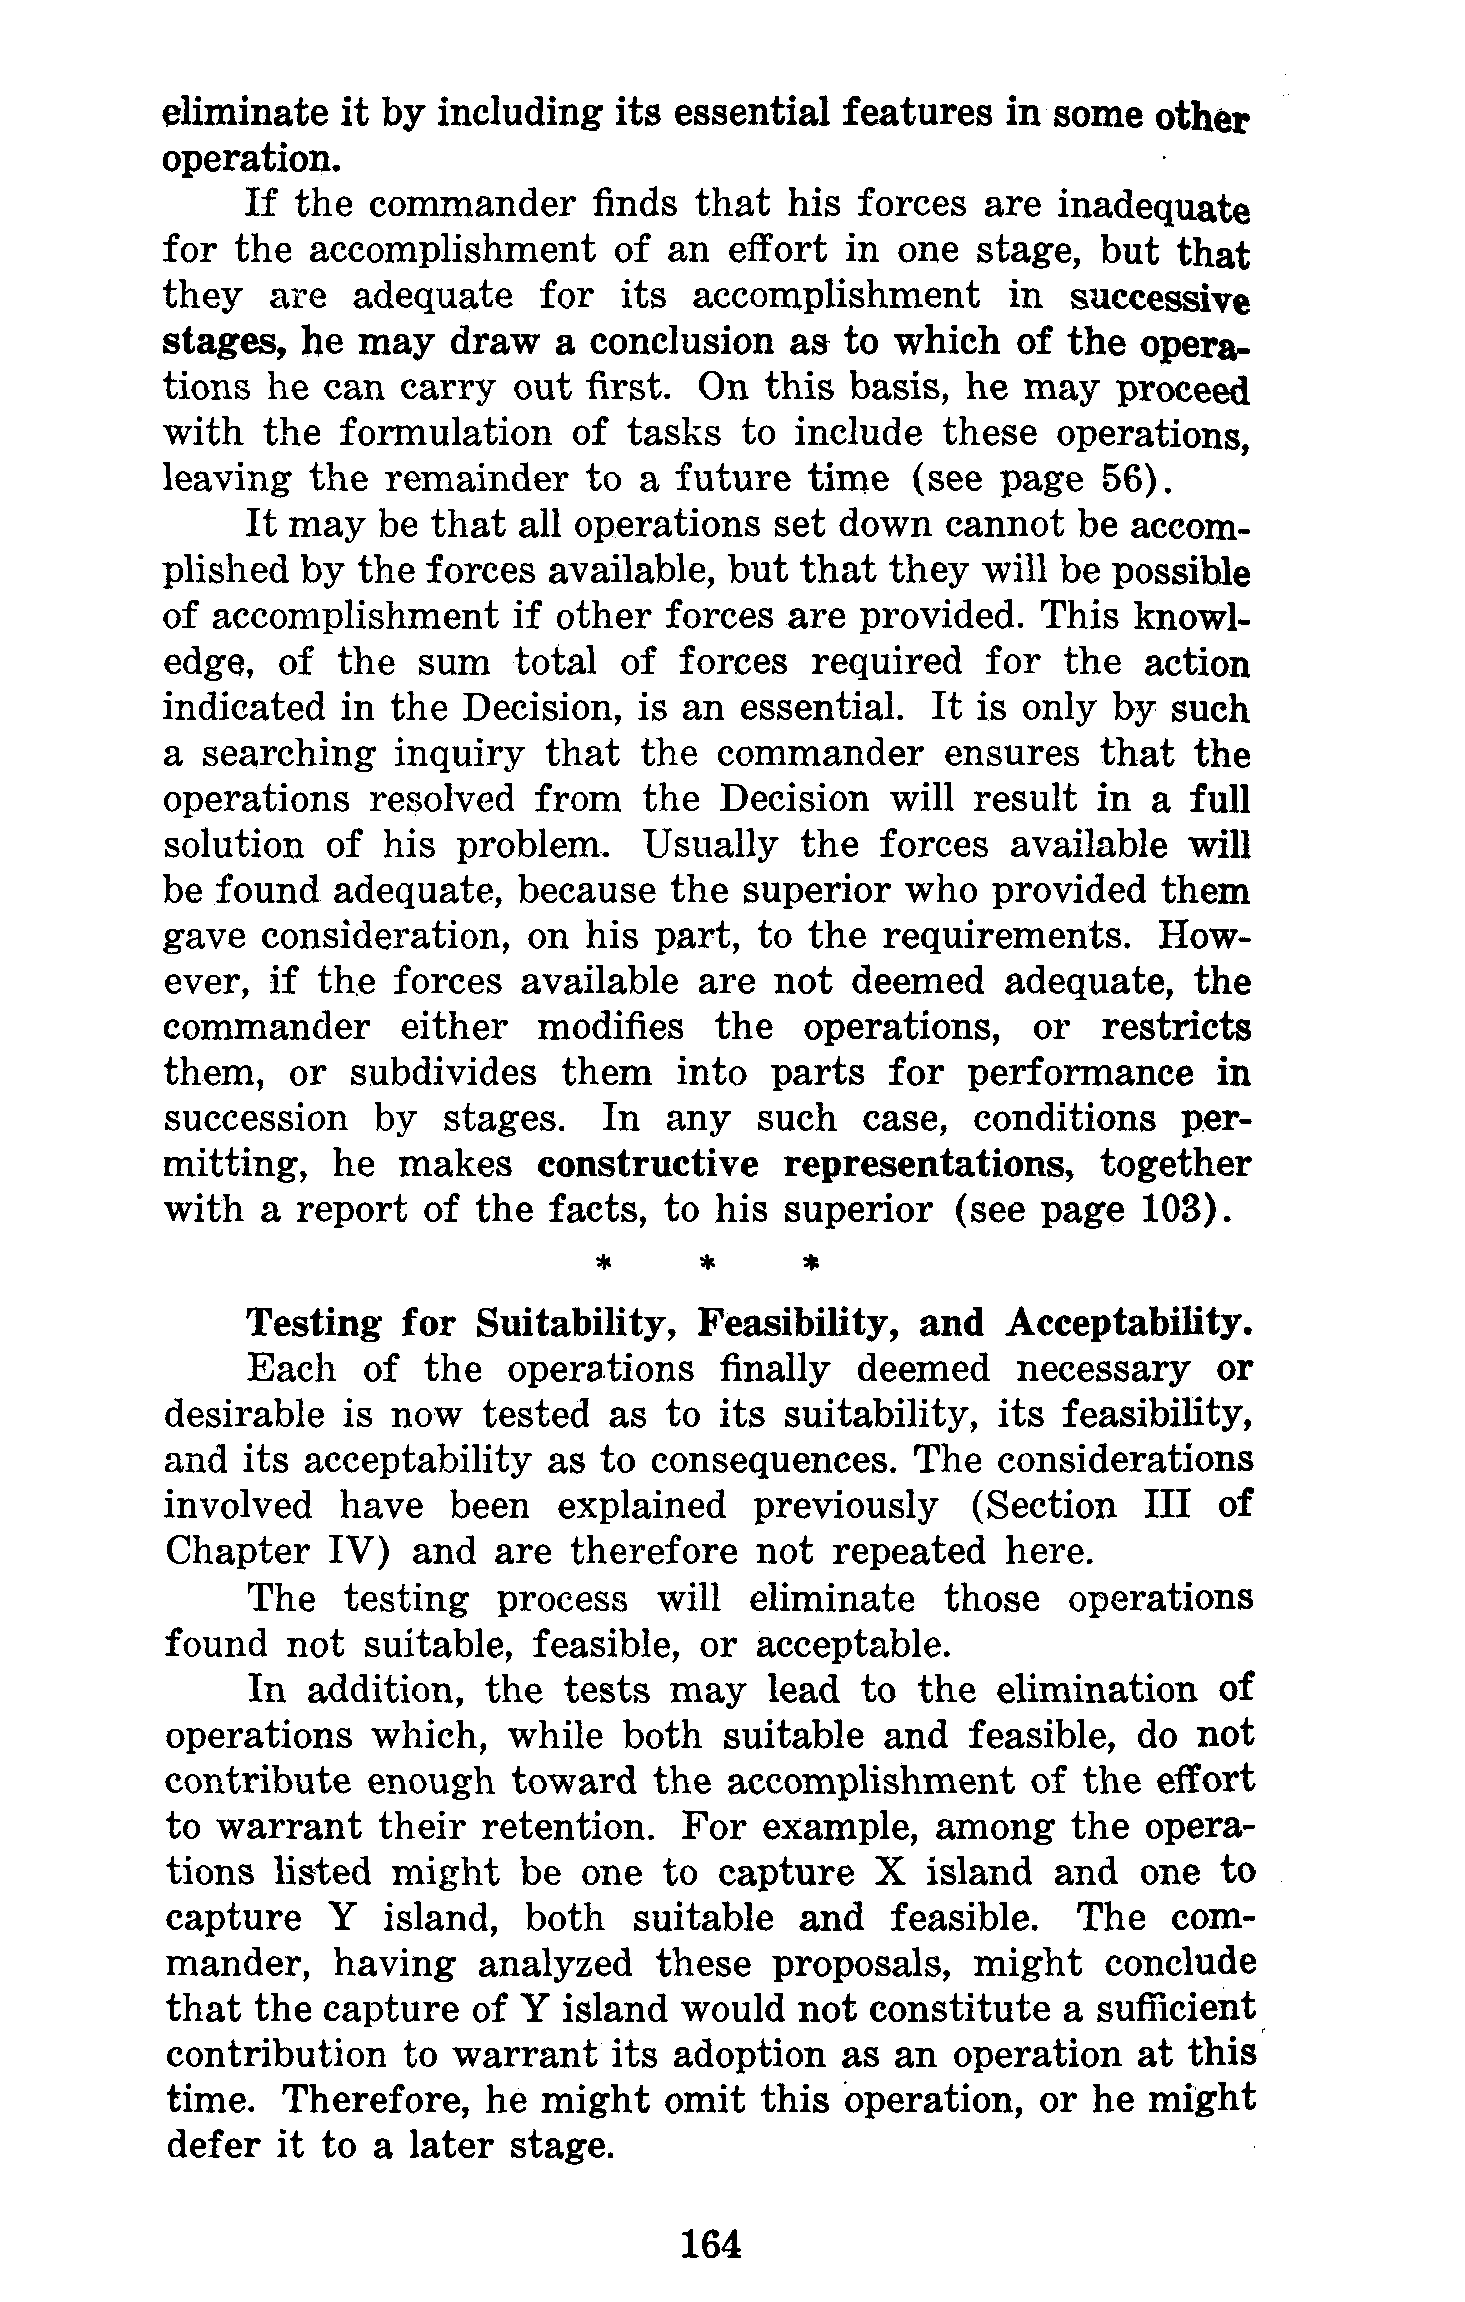 eliminate it by including its essential features in some other
operation.
If the commander finds that his forces are inadequate
for the accomplishment of an effort in one stage, but that
they are adequate for its accomplishment in successive
stages, he may draw a conclusion as to which of the opera-
tions he can carry out first. On this basis, he may proceed
with the formulation of tasks to include these operations,
leaving the remainder to a future time (see page 56).
It may be that all operations set down cannot be accom-
plished by the forces available, but that they will be possible
of accomplishment if other forces are provided. This knowl-
edge, of the sum total of forces required for the action
indicated in the Decision, is an essential. It is only by such
a searching inquiry that the commander ensures that the
operations resolved from the Decision will result in a full
solution of his problem. Usually the forces available will
be found adequate, because the superior who provided them
gave consideration, on his part, to the requirements. How-
ever, if the forces available are not deemed adequate, the
commander either modifies the operations, or restricts
them, or subdivides them into parts for performance in
succession by stages. In any such case, conditions per-
mitting, he makes constructive representations, together
with a report of the facts, to his superior (see page 103).
* * *
Testing for Suitability, Feasibility, and Acceptability.
Each of the operations finally deemed necessary or
desirable is now tested as to its suitability, its feasibility,
and its acceptability as to consequences. The considerations
involved have been explained previously (Section III of
Chapter IV) and are therefore not repeated here.
The testing process will eliminate those operations
found not suitable, feasible, or acceptable.
In addition, the tests may lead to the elimination of
operations which, while both suitable and feasible, do not
contribute enough toward the accomplishment of the effort
to warrant their retention. For example, among the opera-
tions listed might be one to capture X island and one to
capture Y island, both suitable and feasible. The com-
mander, having analyzed these proposals, might conclude
that the capture of Y island would not constitute a sufficient
contribution to warrant its adoption as an operation at this
time. Therefore, he might omit this operation, or he might
defer it to a later stage.
164